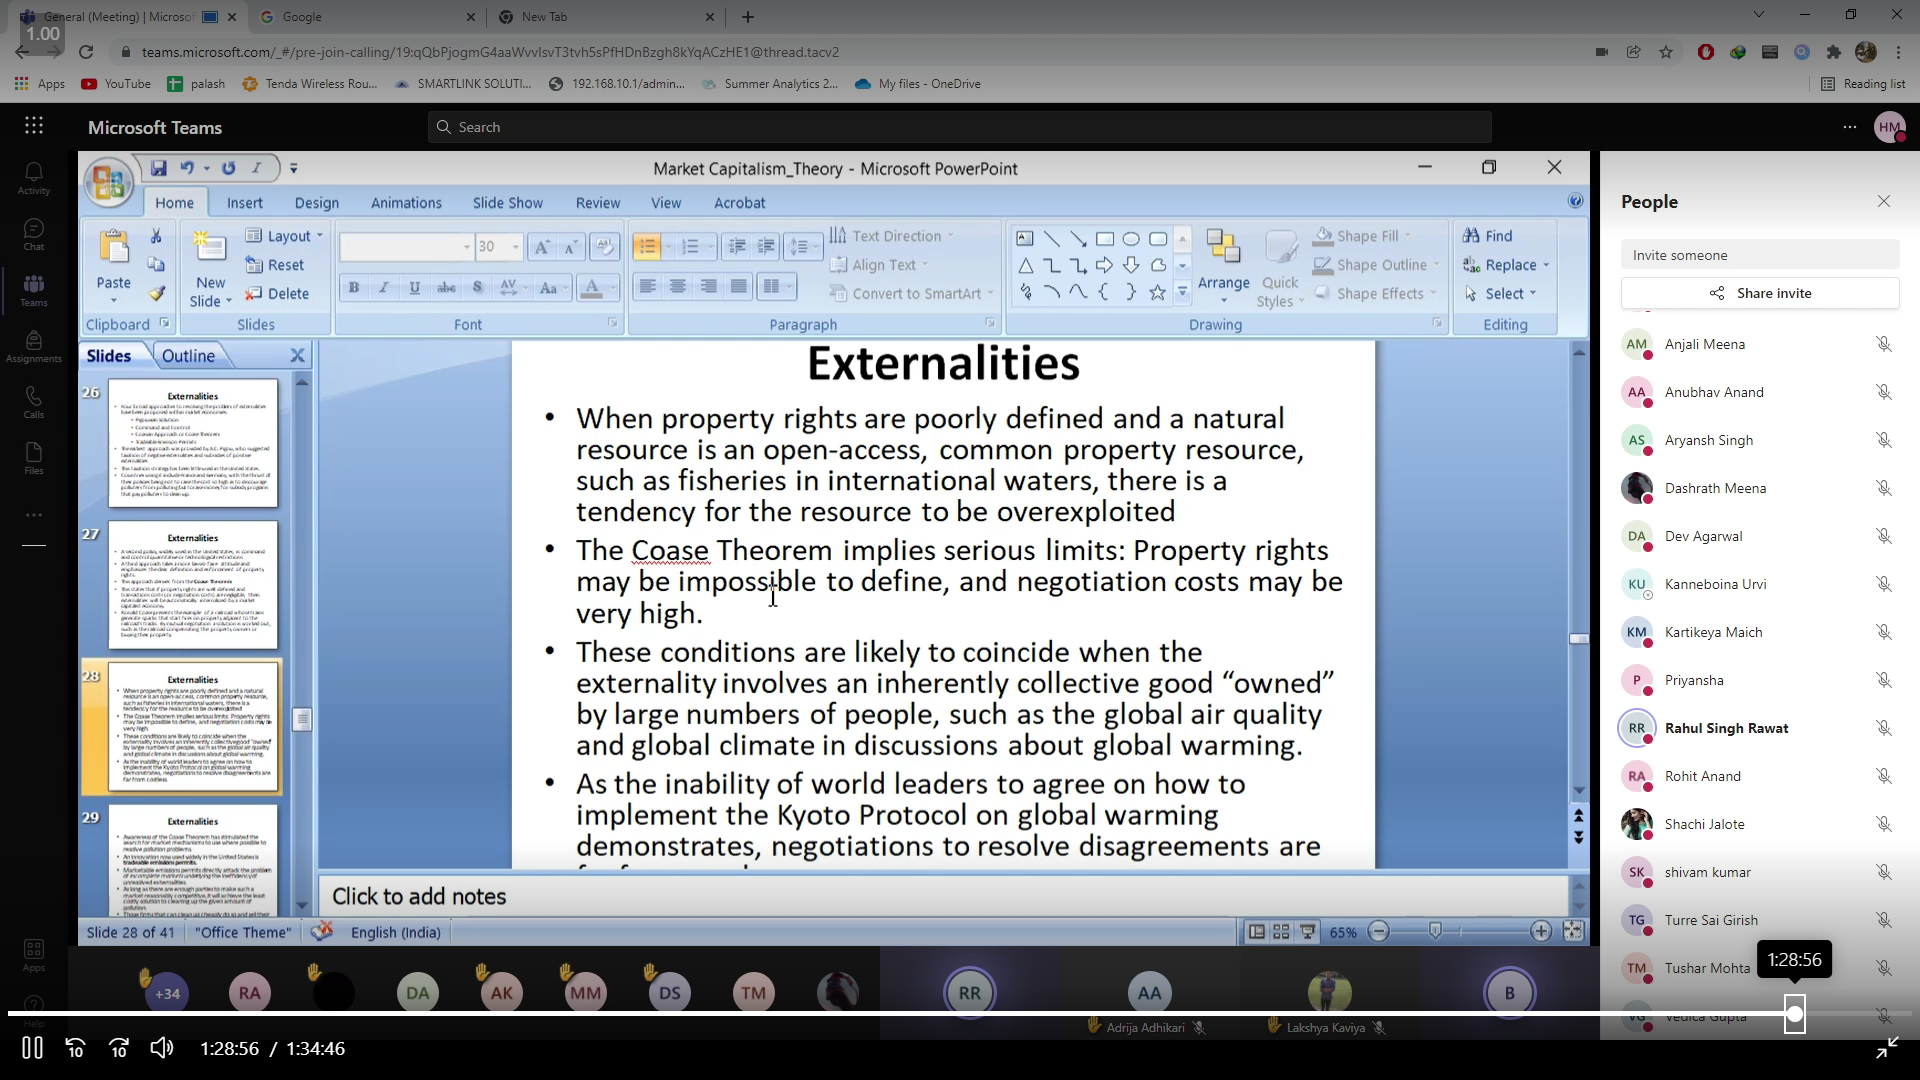 General (Meeting) | Microsof
Google
New Tab
1.00
teams.microsoft.com/_#/pre-join-calling/19:qQbPjogmG4aaWvvIsvT3tvh5sPfHDnBzgh8kYqACzHE1@thread.tacv2
Apps
YouTube
palash
Tenda Wireless Rou...
SMARTLINK SOLUTI...
192.168.10.1/admin...
Summer Analytics 2...
My files - OneDrive
Reading list
Microsoft Teams
Search
HM
Activity
Chat
Teams
Assignments
Calls
Files
Apps
Help
Market Capitalism_Theory - Microsoft PowerPoint
Home
Insert
Design
Animations
Slide Show
Review
View
Acrobat
Paste
Clipboard
New
Slide
Layout
Reset
Delete
Slides
30
Font
Text Direction
Align Text
Convert to SmartArt
Paragraph
Arrange
Quick
Styles
Shape Fill
Shape Outline
Shape Effects
Drawing
Find
Replace
Select
Editing
Slides
Outline
26
Externalities
27
Externalities
28
Externalities
29
Externalities
Externalities
• When property rights are poorly defined and a natural
resource is an open-access, common property resource,
such as fisheries in international waters, there is a
tendency for the resource to be overexploited
• The Coase Theorem implies serious limits: Property rights
may be impossible to define, and negotiation costs may be
very high.
• These conditions are likely to coincide when the
externality involves an inherently collective good “owned”
by large numbers of people, such as the global air quality
and global climate in discussions about global warming.
• As the inability of world leaders to agree on how to
implement the Kyoto Protocol on global warming
demonstrates, negotiations to resolve disagreements are
Click to add notes
Slide 28 of 41
"Office Theme"
English (India)
65%
People
Invite someone
Share invite
AM Anjali Meena
AA Anubhav Anand
AS Aryansh Singh
Dashrath Meena
DA Dev Agarwal
KU Kanneboina Urvi
KM Kartikeya Maich
P Priyansha
RR Rahul Singh Rawat
RA Rohit Anand
Shachi Jalote
SK shivam kumar
TG Turre Sai Girish
TM Tushar Mohta
VG Vedica Gupta
1:28:56
+34
RA
DA
AK
MM
DS
TM
RR
AA
B
Adrija Adhikari
Lakshya Kaviya
10
10
1:28:56 / 1:34:46